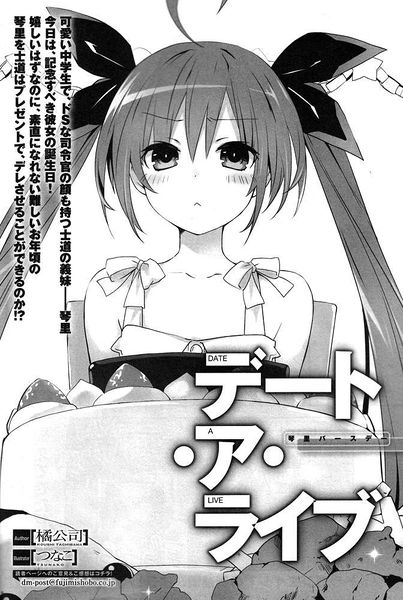 可愛い中学生で、ドSな司令官の顔も持つ士道の義妹――琴里
今日は、記念すべき彼女の誕生日！
嬉しいはずなのに、素直になれない難しいお年頃の
琴里を士道はプレゼントで、デレさせることができるのか!?
DATE
デート
A
・ア・
琴里バースデー
LIVE
ライブ
Author
[橘公司]
KOUSHI TACHIBANA
Illustrator
[つなこ]
TSUNAKO
読者ページへのご意見&ご感想はコチラ!
dm-post@fujimishobo.co.jp